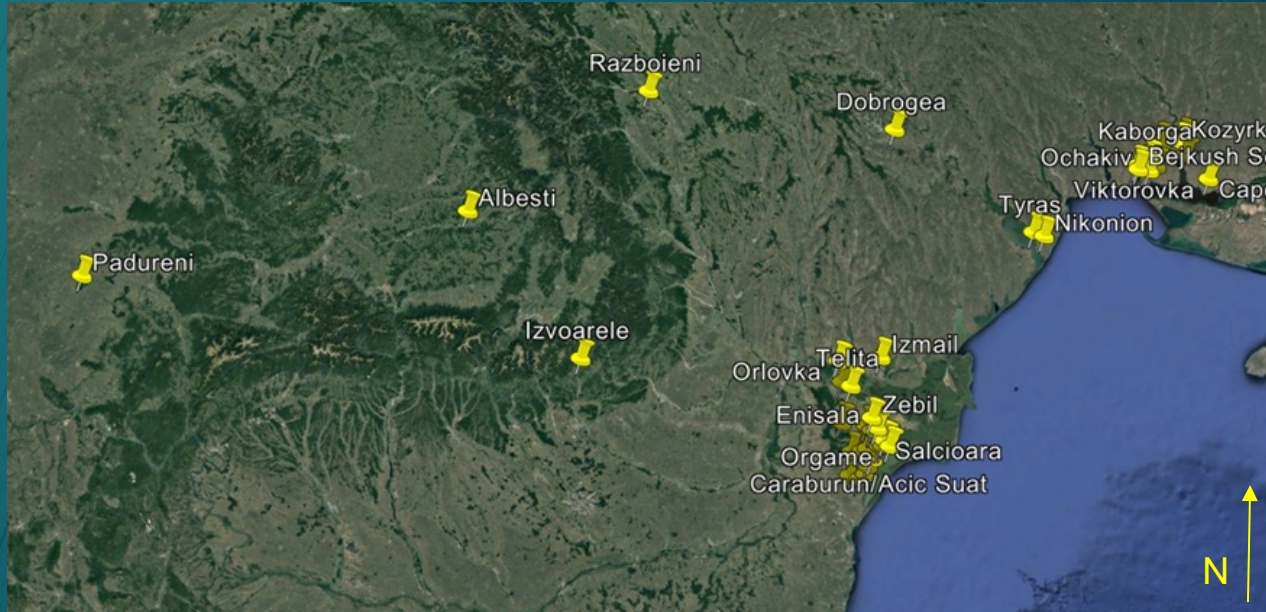 Razboieni
Dobrogea
Kaborga
Kozyrk
Ochakiv
Bejkush
Albesti
Viktorovka
Cape
Tyras
Nikonion
Padureni
Izvoarele
Izmail
Telita
Orlovka
Zebil
Enisala
Salcioara
Orgame
Caraburun/Acic Suat
N